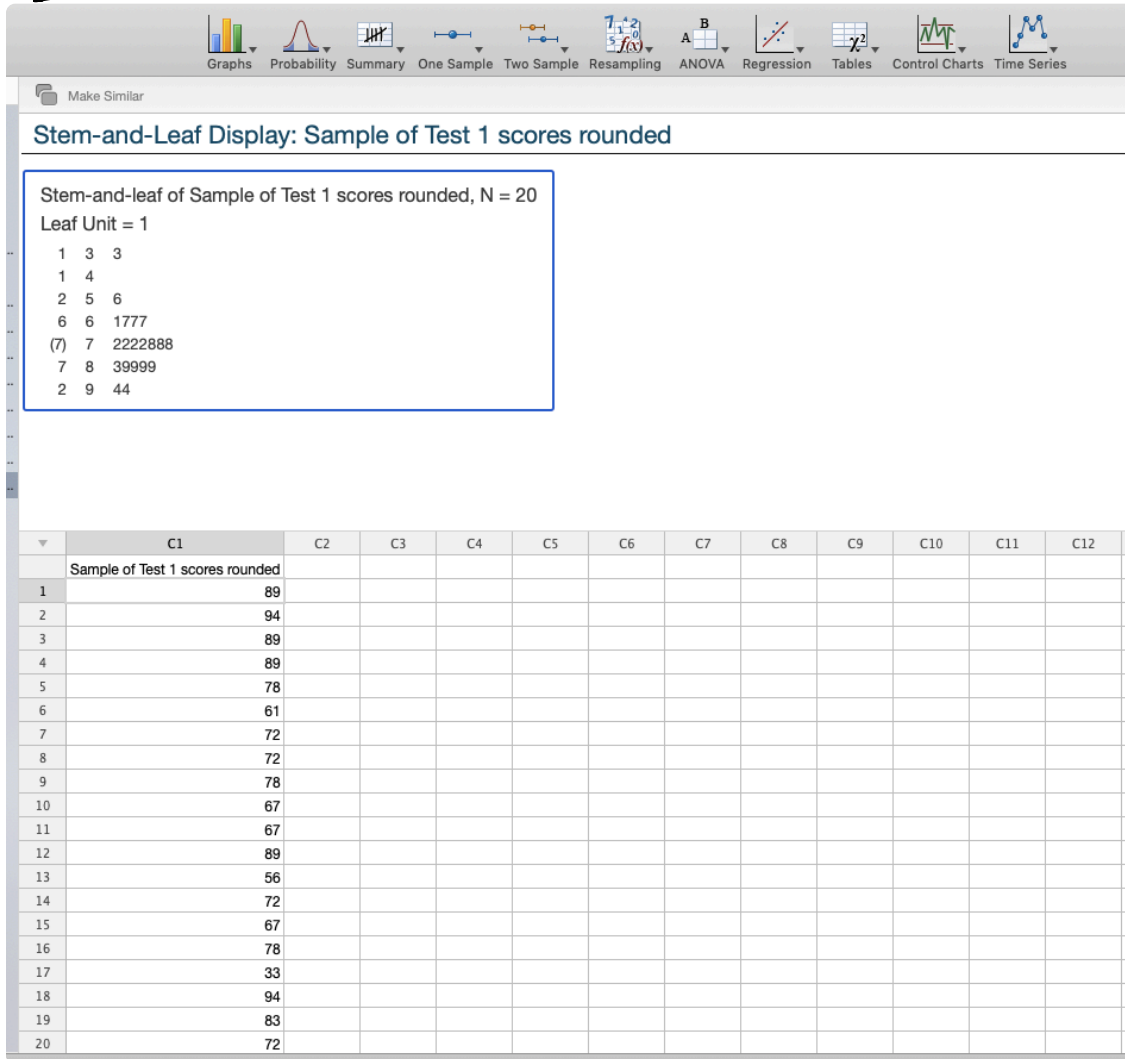 Graphs Probability Summary One Sample Two Sample Resampling ANOVA Regression Tables Control Charts Time Series
Make Similar
Stem-and-Leaf Display: Sample of Test 1 scores rounded
Stem-and-leaf of Sample of Test 1 scores rounded, N = 20
Leaf Unit = 1
1 3 3
1 4
2 5 6
6 6 1777
(7) 7 2222888
7 8 39999
2 9 44
C1 C2 C3 C4 C5 C6 C7 C8 C9 C10 C11 C12
Sample of Test 1 scores rounded
1 89
2 94
3 89
4 89
5 78
6 61
7 72
8 72
9 78
10 67
11 67
12 89
13 56
14 72
15 67
16 78
17 33
18 94
19 83
20 72